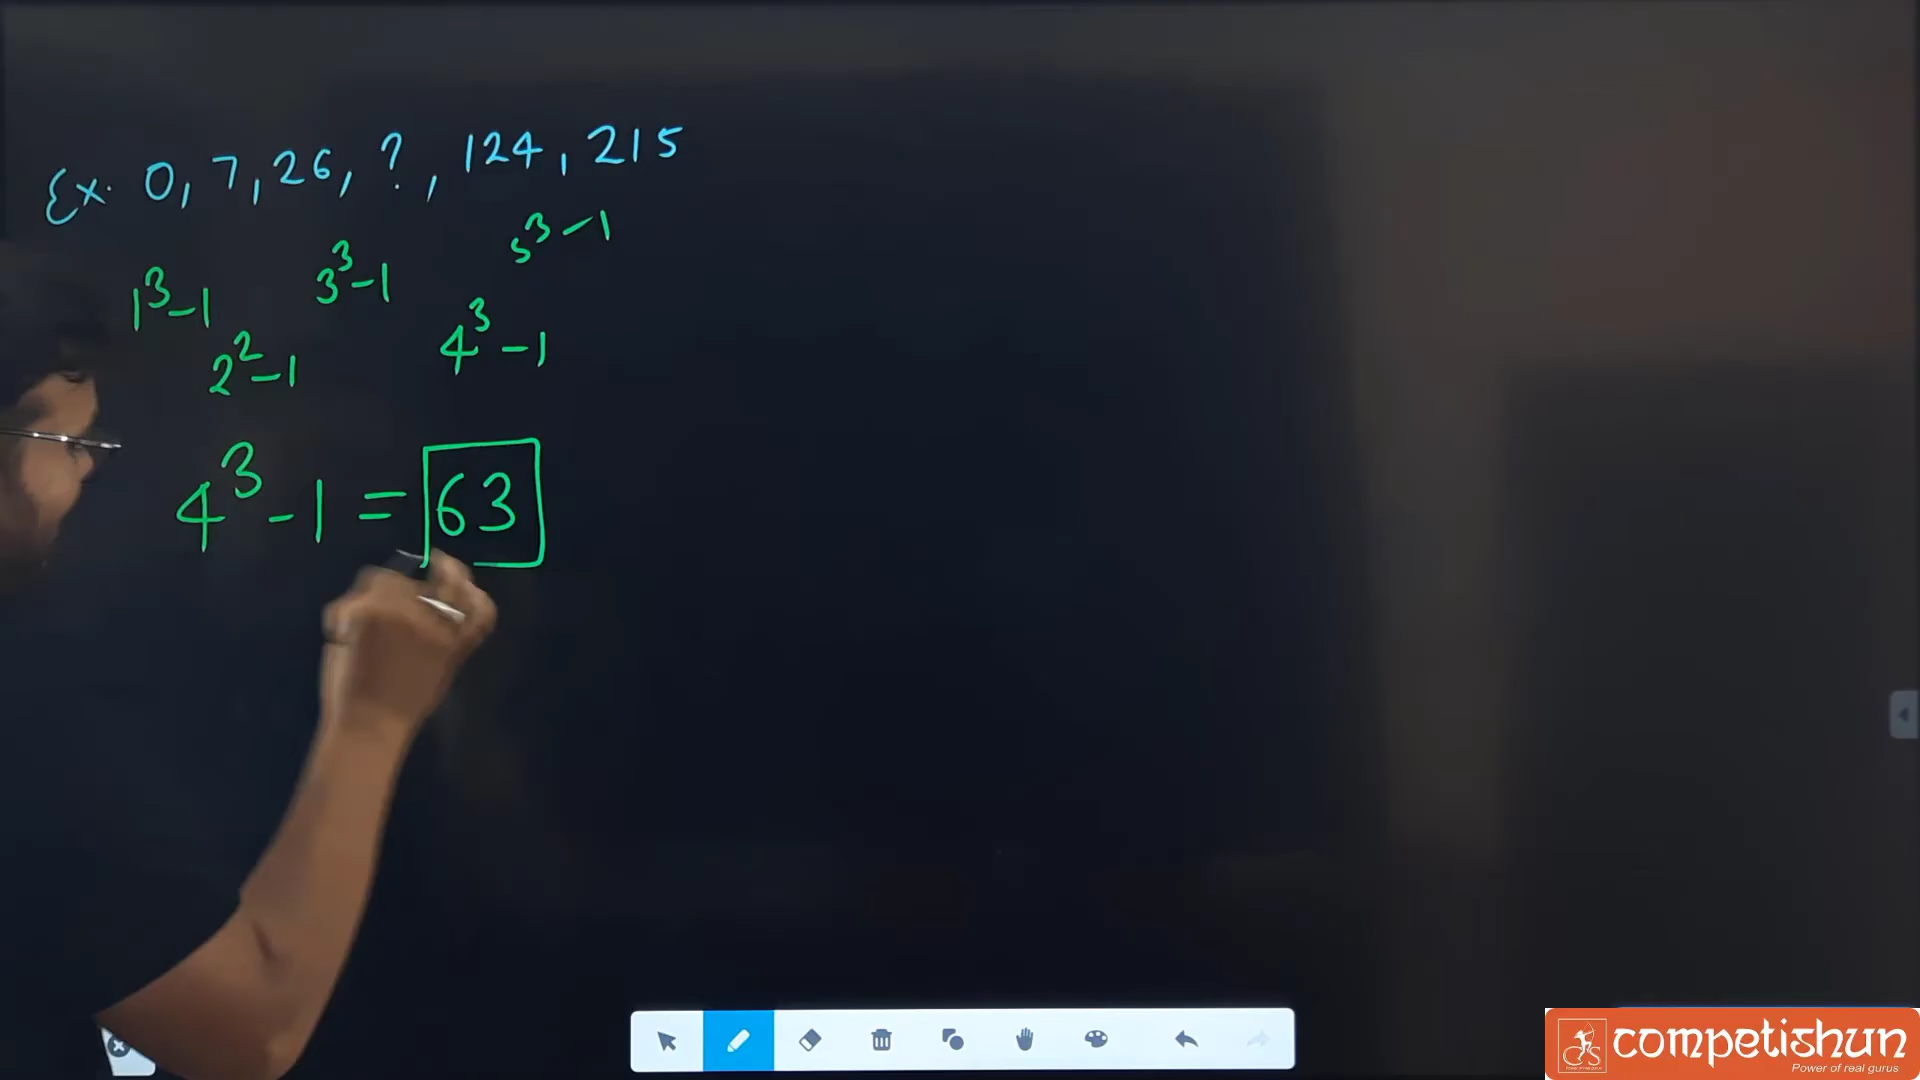 Ex. 0, 7, 26, ?, 124, 215
1³-1 2²-1 3³-1 4³-1 5³-1
4³-1 = 63
competishun
Power of real gurus